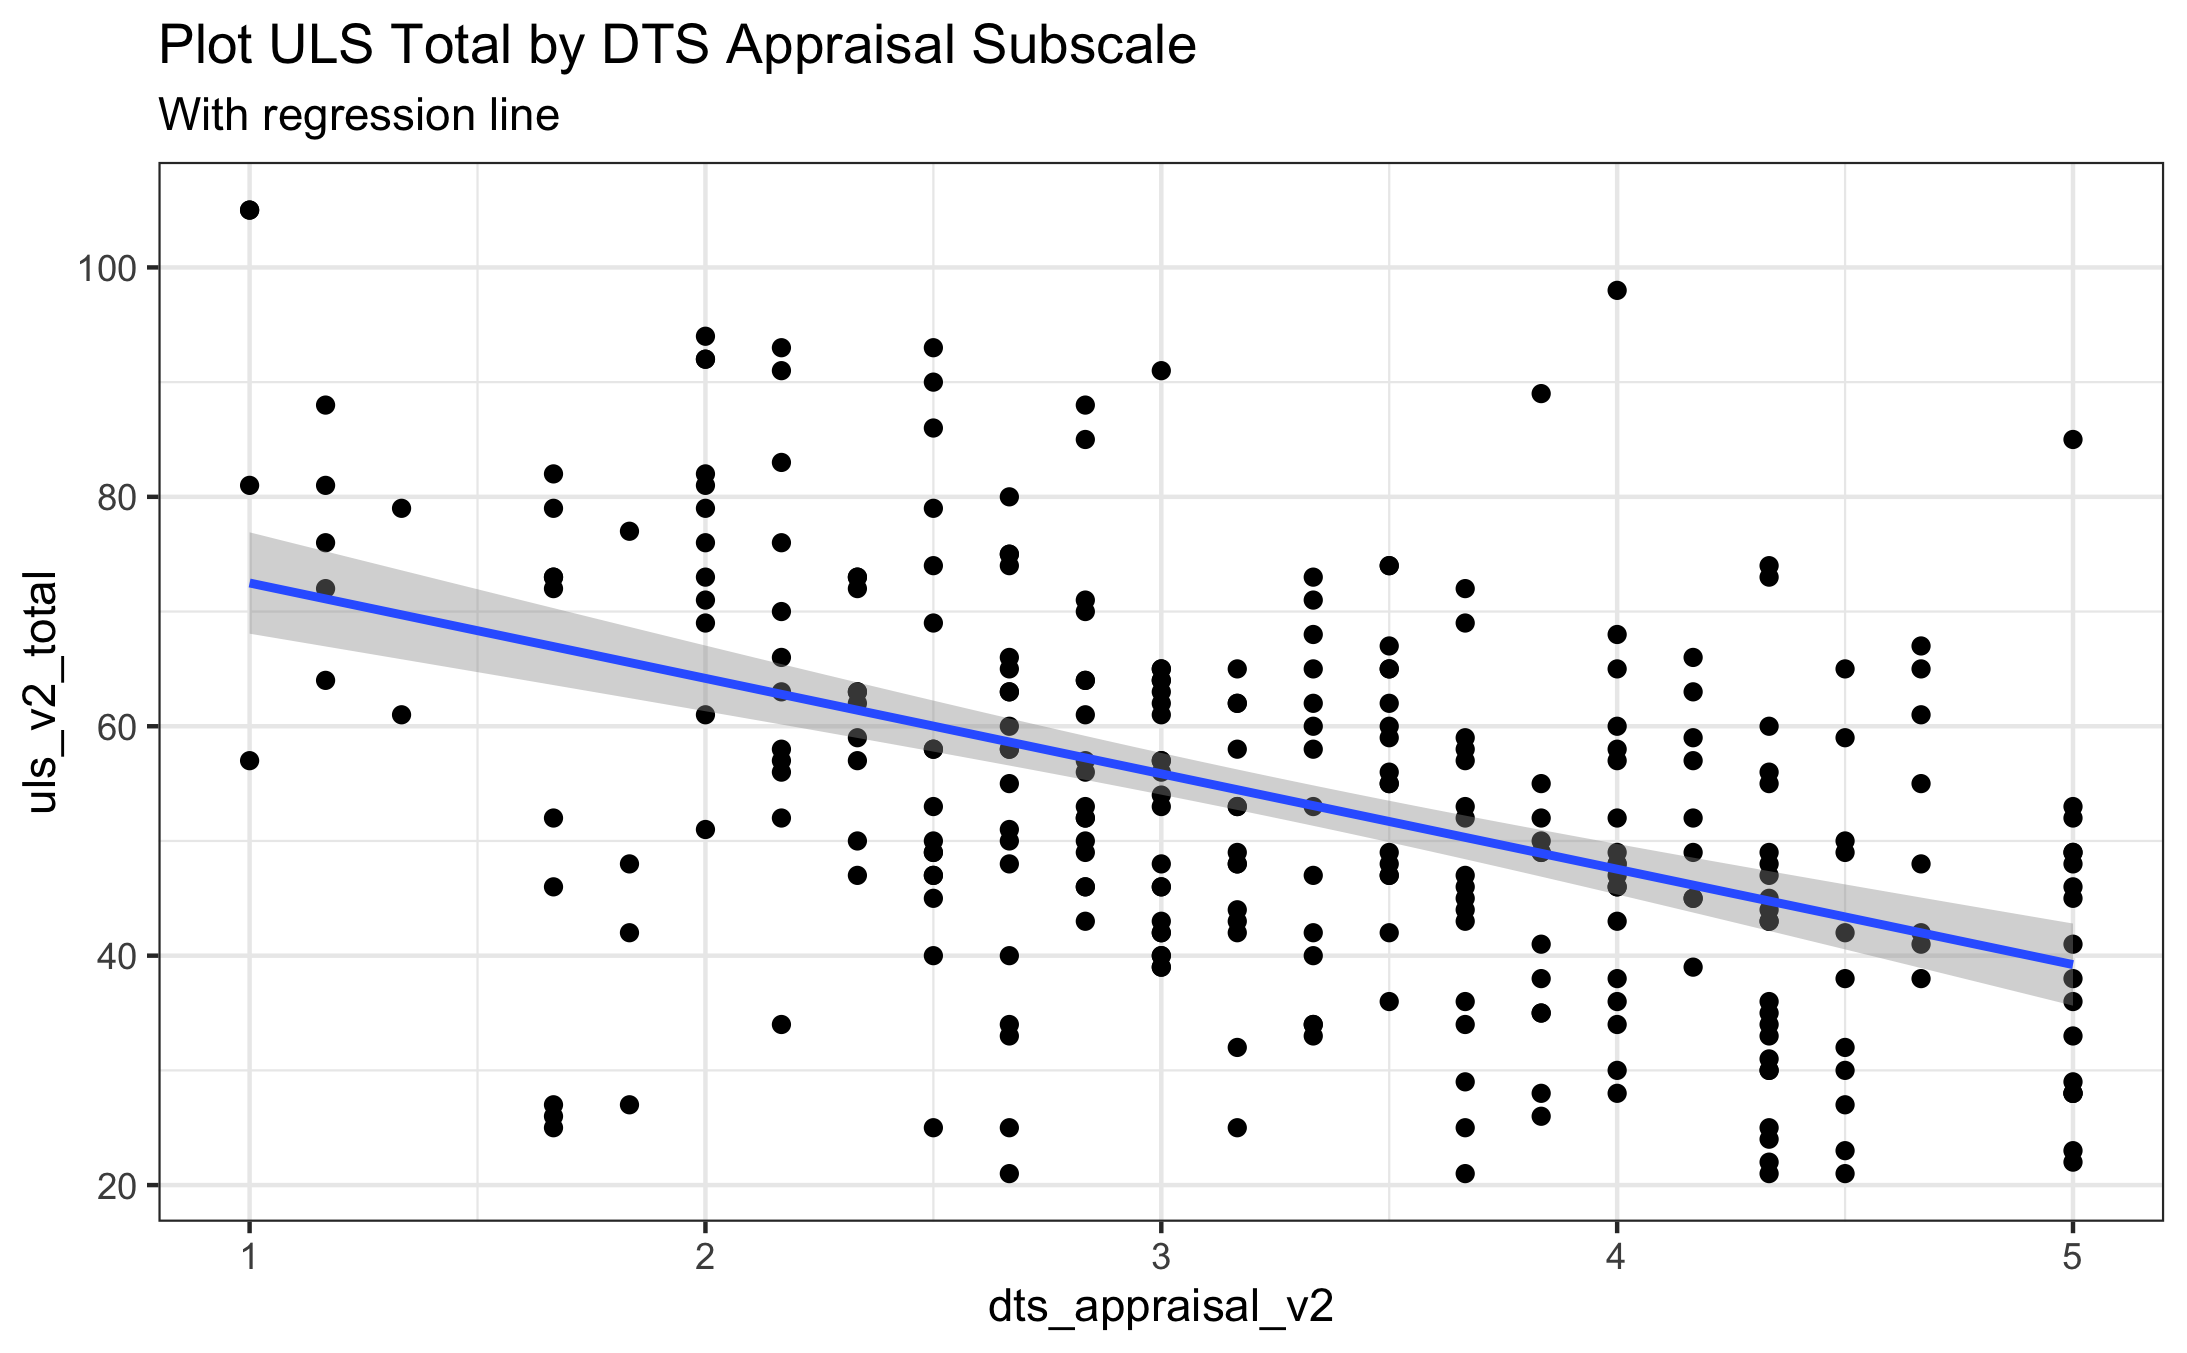 Plot ULS Total by DTS Appraisal Subscale
With regression line
uls_v2_total
100
80
60
40
20
1 2 3 4 5
dts_appraisal_v2